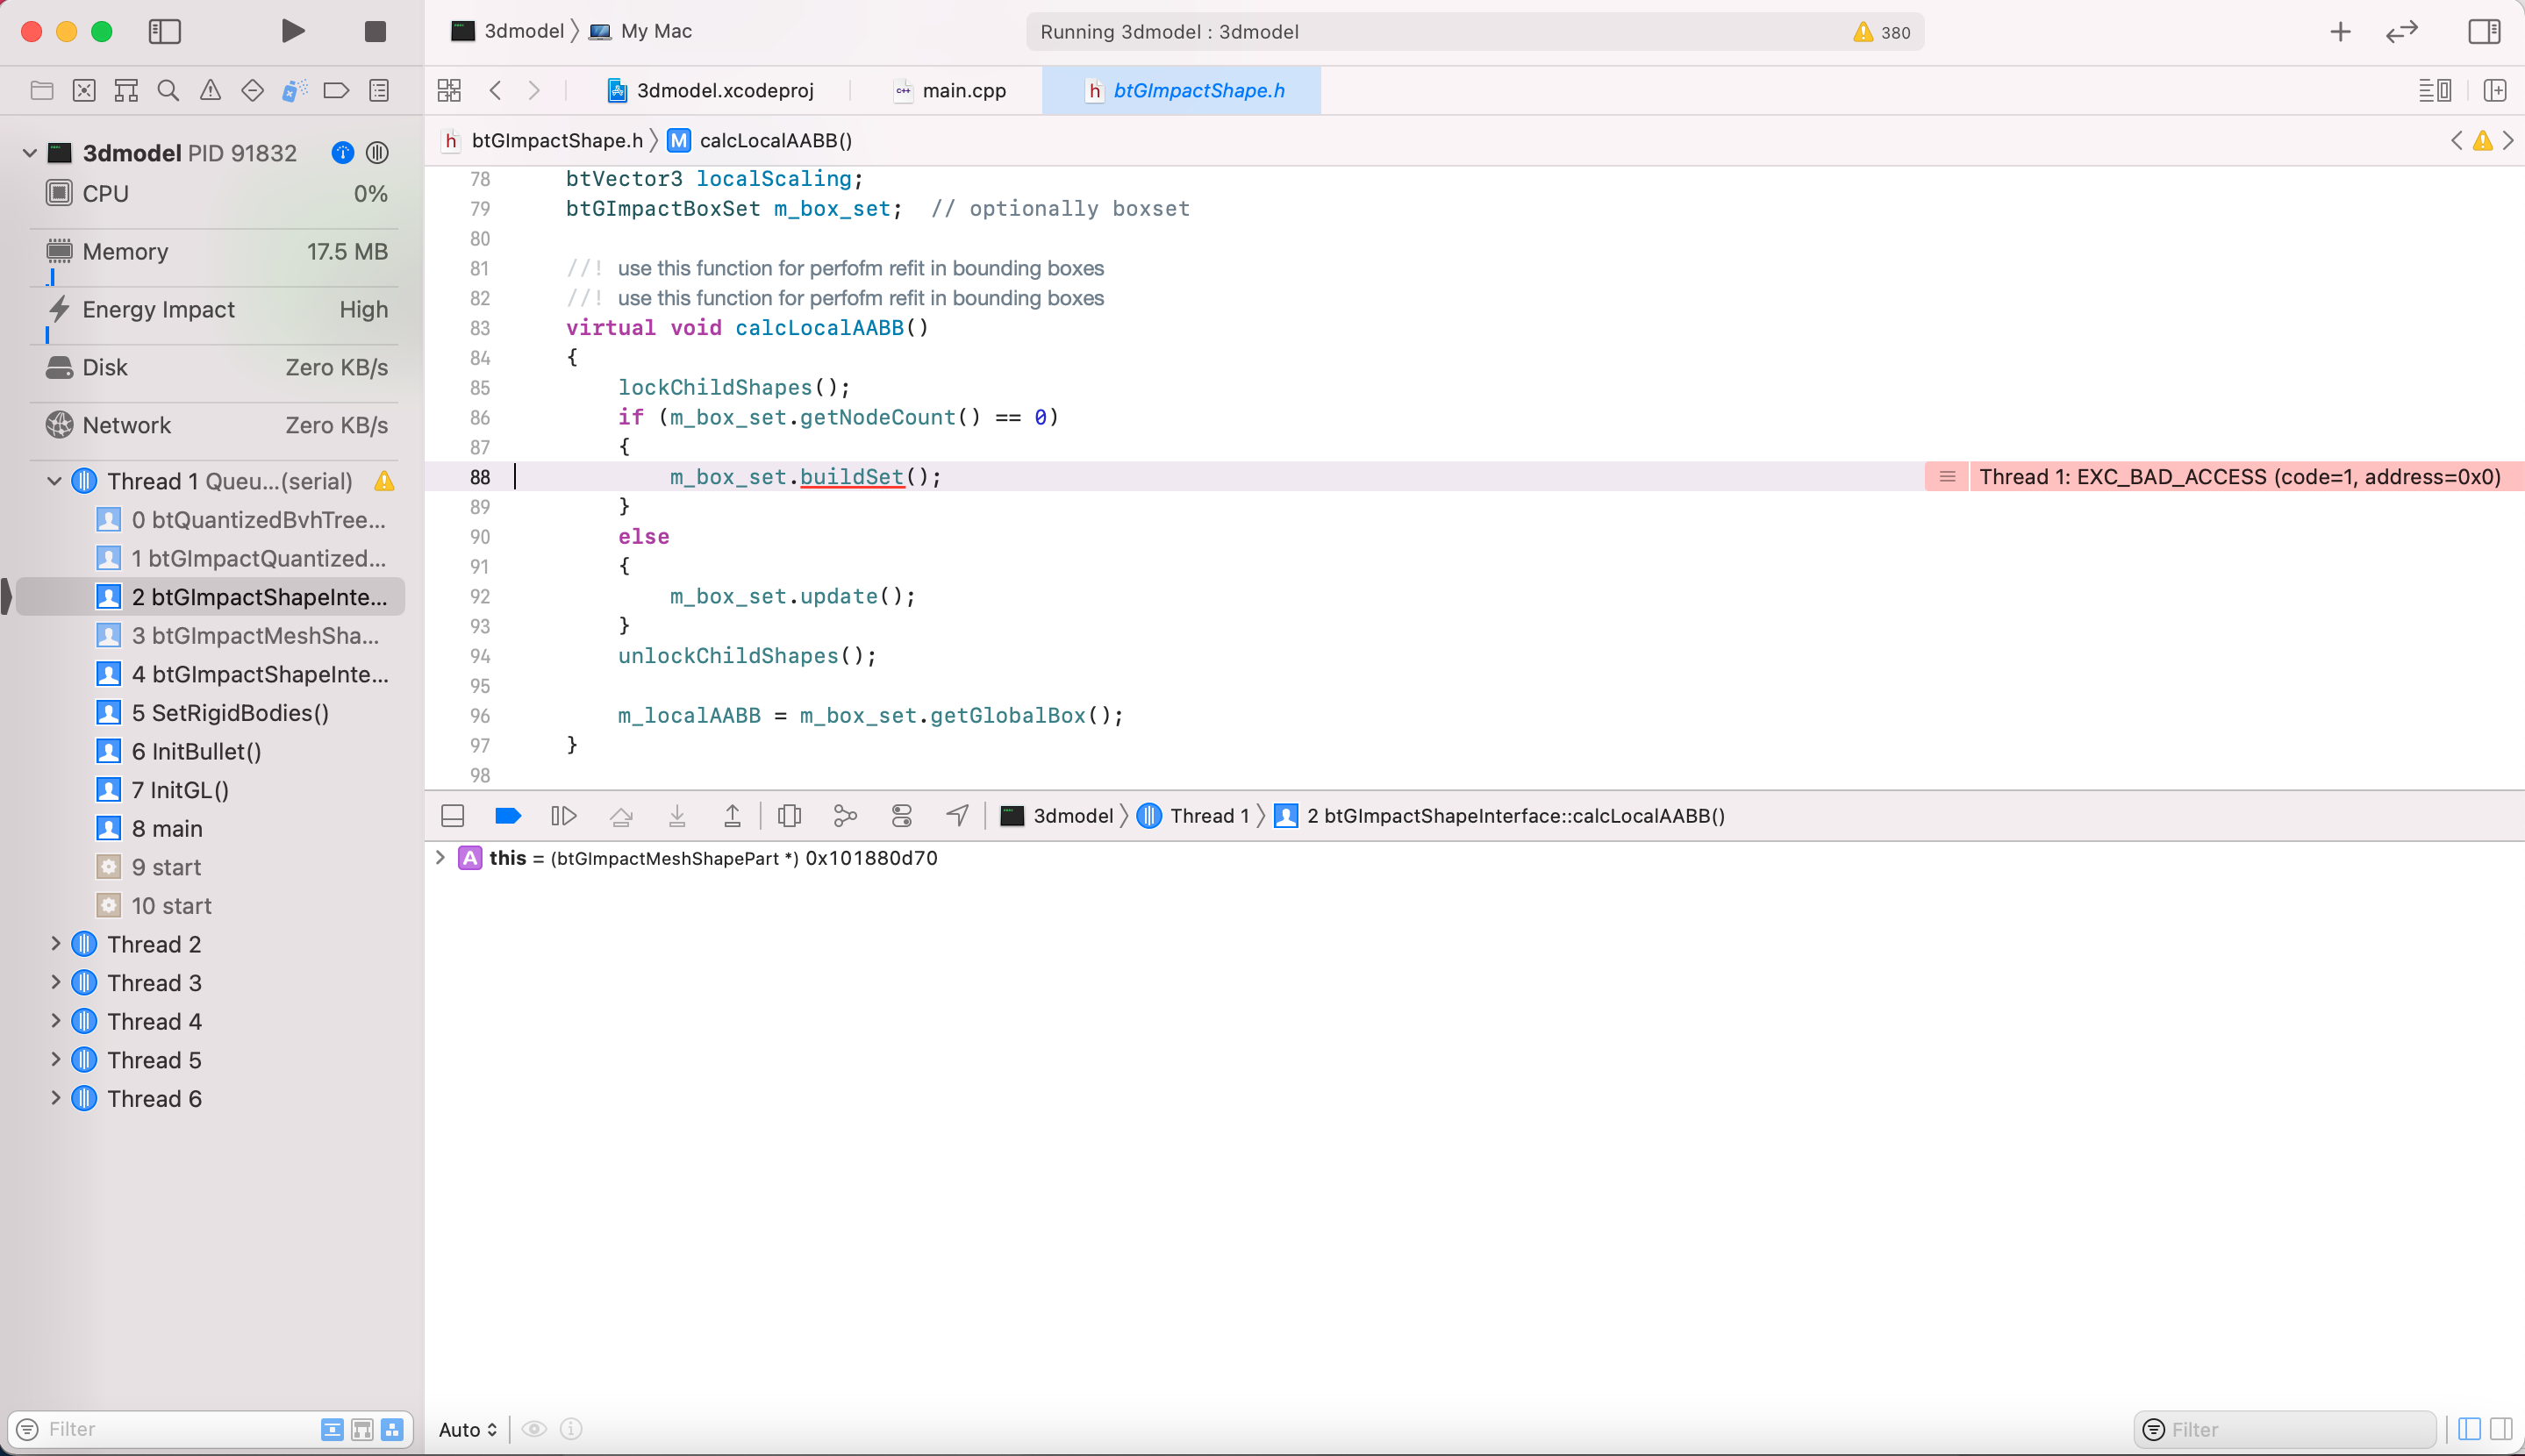 3dmodel My Mac
Running 3dmodel : 3dmodel
380
3dmodel.xcodeproj
main.cpp
btGImpactShape.h
btGImpactShape.h calcLocalAABB()
3dmodel PID 91832
CPU 0%
Memory 17.5 MB
Energy Impact High
Disk Zero KB/s
Network Zero KB/s
Thread 1 Queu...(serial)
0 btQuantizedBvhTree...
1 btGImpactQuantized...
2 btGImpactShapeInte...
3 btGImpactMeshSha...
4 btGImpactShapeInte...
5 SetRigidBodies()
6 InitBullet()
7 InitGL()
8 main
9 start
10 start
Thread 2
Thread 3
Thread 4
Thread 5
Thread 6
Filter
78 btVector3 localScaling;
79 btGImpactBoxSet m_box_set;  // optionally boxset
80
81 //! use this function for perfofm refit in bounding boxes
82 //! use this function for perfofm refit in bounding boxes
83 virtual void calcLocalAABB()
84 {
85 lockChildShapes();
86 if (m_box_set.getNodeCount() == 0)
87 {
88 m_box_set.buildSet();
Thread 1: EXC_BAD_ACCESS (code=1, address=0x0)
89 }
90 else
91 {
92 m_box_set.update();
93 }
94 unlockChildShapes();
95
96 m_localAABB = m_box_set.getGlobalBox();
97 }
98
3dmodel Thread 1 2 btGImpactShapeInterface::calcLocalAABB()
A this = (btGImpactMeshShapePart *) 0x101880d70
Auto
Filter